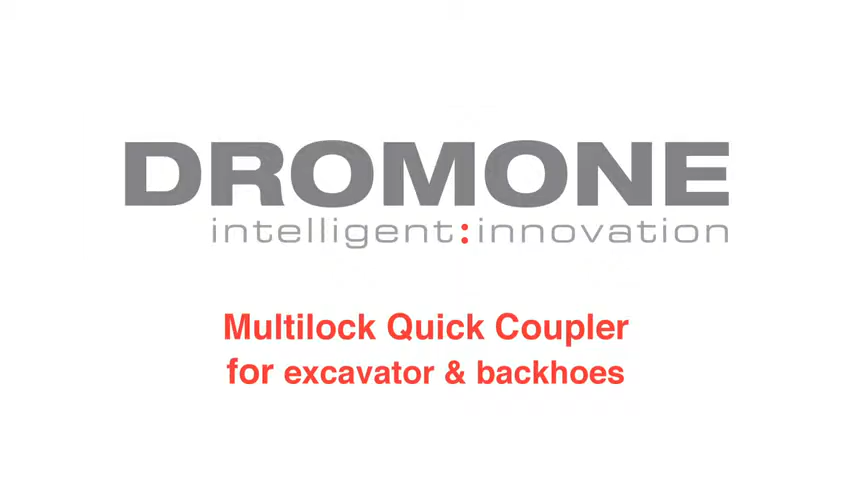 DROMONE
intelligent:innovation
Multilock Quick Coupler
for excavator & backhoes